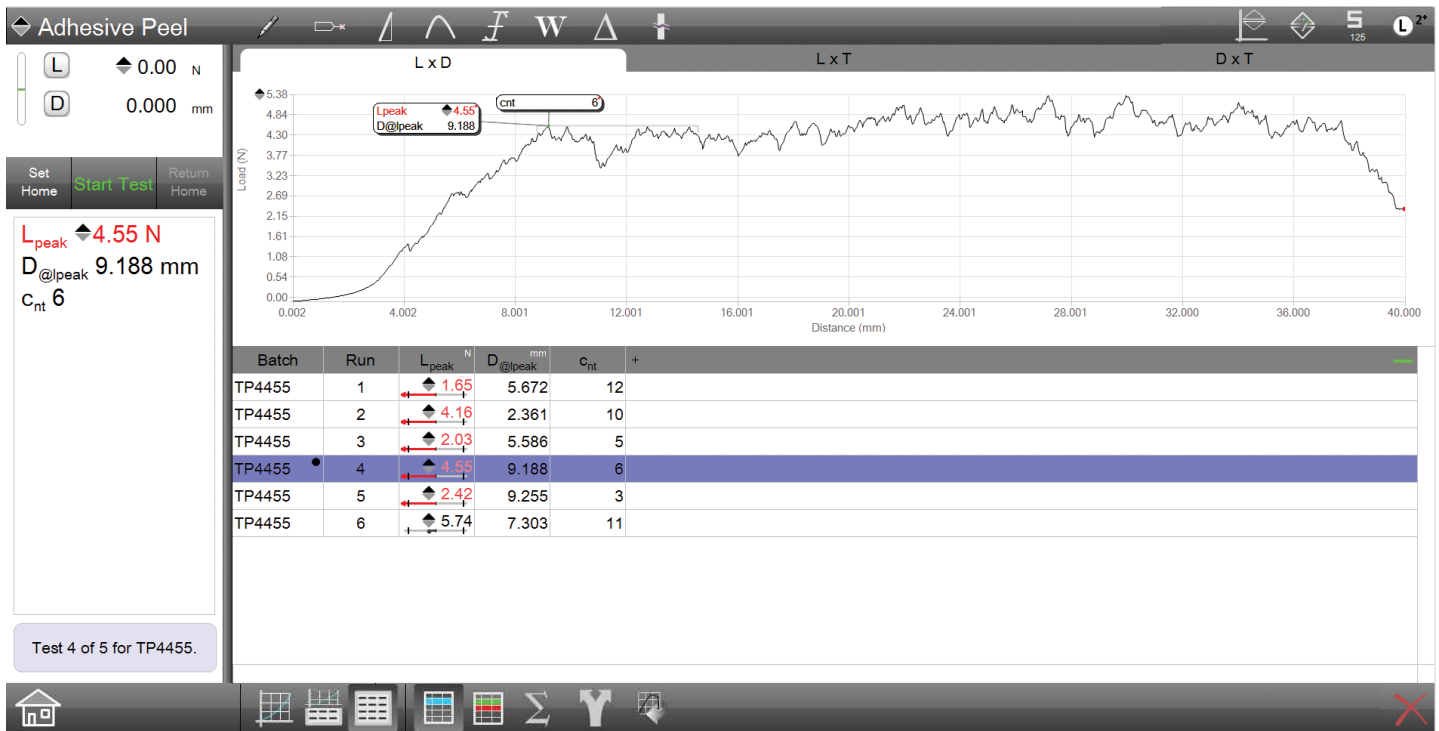 Adhesive Peel
W
5
125
L 2+
L 0.00 N
D 0.000 mm
Set Home
Start Test
Return Home
Lpeak 4.55 N
D@lpeak 9.188 mm
cnt 6
Test 4 of 5 for TP4455.
L x D
L x T
D x T
Lpeak 4.55
D@lpeak 9.188
cnt 6
Load (N)
5.38
4.84
4.30
3.77
3.23
2.69
2.15
1.61
1.08
0.54
0.00
0.002 4.002 8.001 12.001 16.001 20.001 24.001 28.001 32.000 36.000 40.000
Distance (mm)
Batch Run Lpeak N D@lpeak mm cnt +
TP4455 1 1.65 5.672 12
TP4455 2 4.16 2.361 10
TP4455 3 2.03 5.586 5
TP4455 4 4.55 9.188 6
TP4455 5 2.42 9.255 3
TP4455 6 5.74 7.303 11
Σ